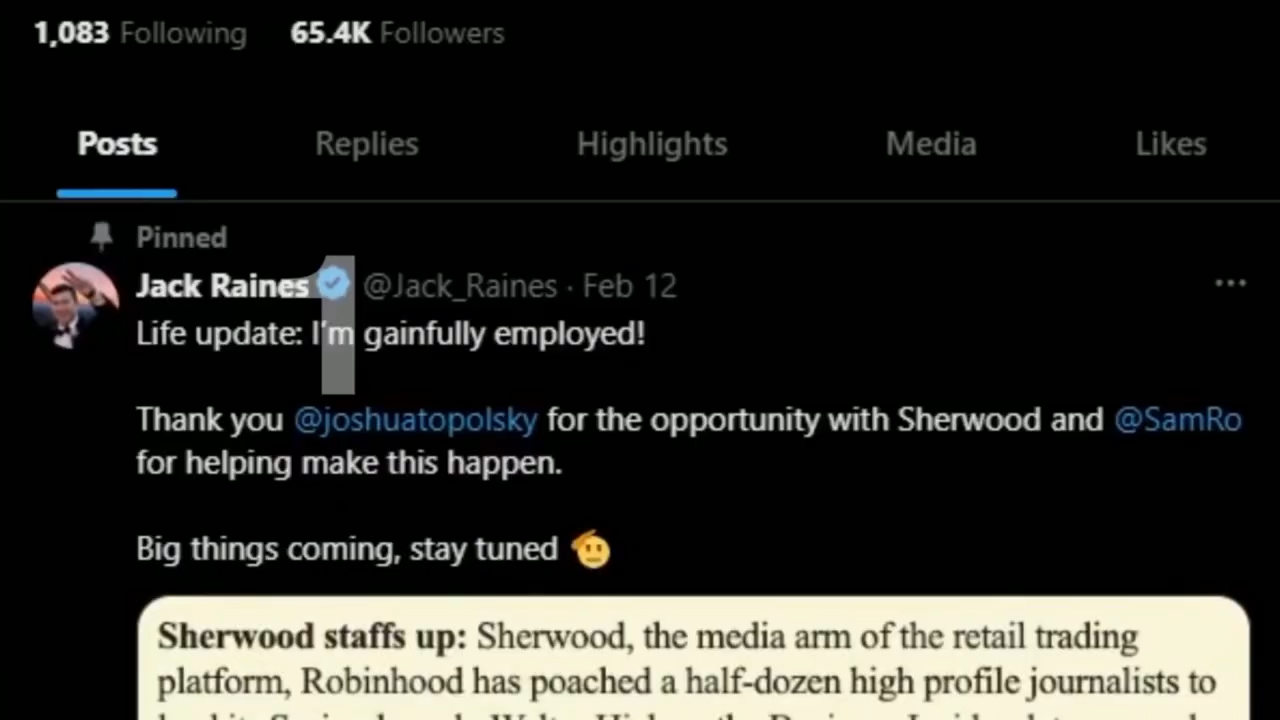 1,083 Following 65.4K Followers
Posts Replies Highlights Media Likes
Pinned
Jack Raines @Jack_Raines · Feb 12
1
Life update: I'm gainfully employed!
Thank you @joshuatopolsky for the opportunity with Sherwood and @SamRo
for helping make this happen.
Big things coming, stay tuned 🫡
Sherwood staffs up: Sherwood, the media arm of the retail trading
platform, Robinhood has poached a half-dozen high profile journalists to